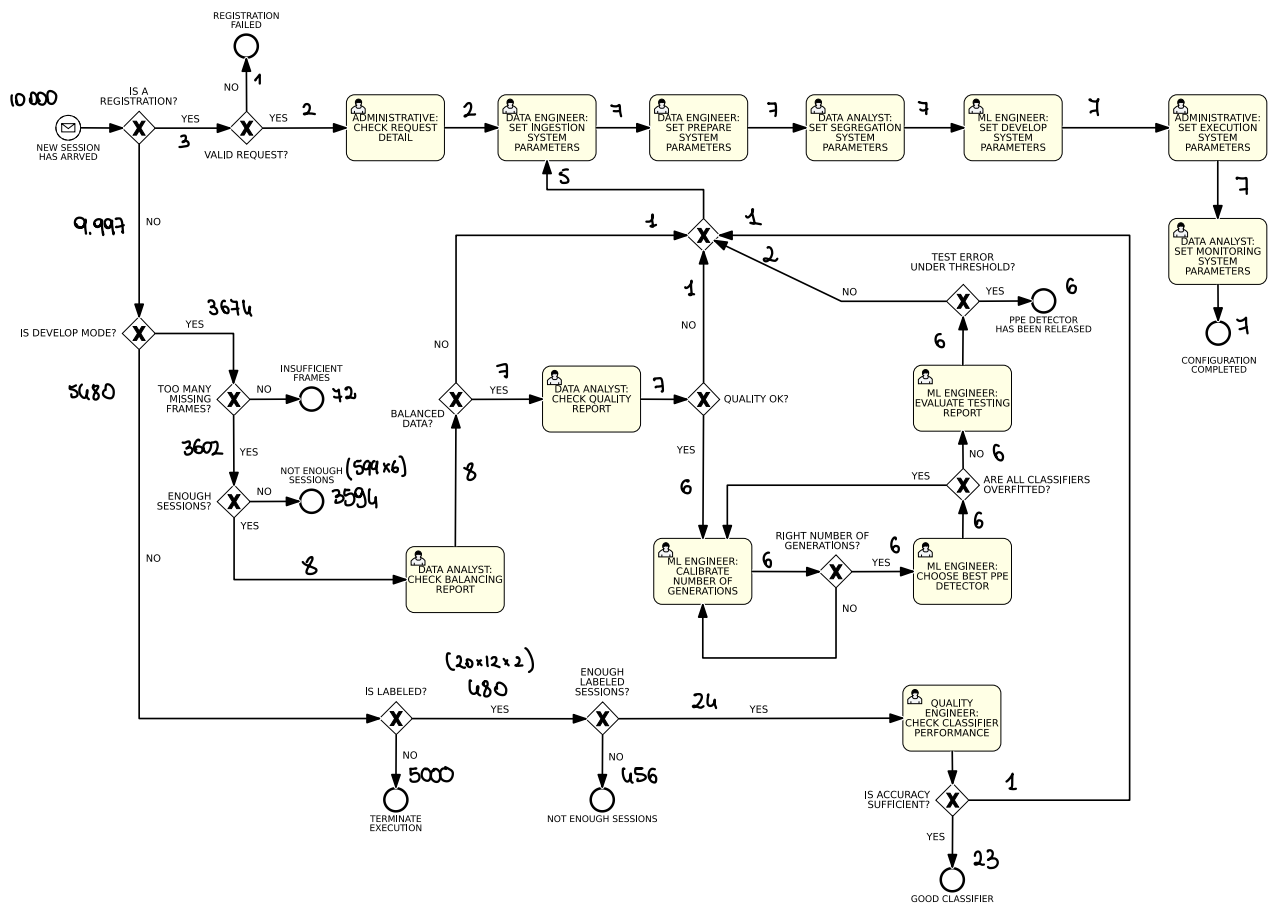 REGISTRATION
FAILED
10000
IS A
REGISTRATION?
NO
1
YES
3
YES
2
VALID REQUEST?
NEW SESSION
HAS ARRVED
ADMINISTRATIVE:
CHECK REQUEST
DETAIL
2
DATA ENGINEER:
SET INGESTION
SYSTEM
PARAMETERS
7
DATA ENGINEER:
SET PREPARE
SYSTEM
PARAMETERS
7
DATA ANALYST:
SET SEGREGATION
SYSTEM
PARAMETERS
7
ML ENGINEER:
SET DEVELOP
SYSTEM
PARAMETERS
7
ADMINISTRATIVE:
SET EXECUTION
SYSTEM
PARAMETERS
7
DATA ANALYST:
SET MONITORING
SYSTEM
PARAMETERS
7
CONFIGURATION
COMPLETED
5
9.997
NO
1
1
2
1
NO
NO
TEST ERROR
UNDER THRESHOLD?
YES
6
PPE DETECTOR
HAS BEEN RELEASED
6
IS DEVELOP MODE?
YES
3674
5480
TOO MANY
MISSING
FRAMES?
NO
INSUFFICIENT
FRAMES
72
3602
YES
NO
BALANCED
DATA?
YES
7
DATA ANALYST:
CHECK QUALITY
REPORT
7
QUALITY OK?
YES
6
ML ENGINEER:
EVALUATE TESTING
REPORT
NO
6
YES
ARE ALL CLASSIFIERS
OVERFITTED?
6
ENOUGH
SESSIONS?
NO
NOT ENOUGH
SESSIONS
(599x6)
3594
YES
8
8
DATA ANALYST:
CHECK BALANCING
REPORT
NO
ML ENGINEER:
CALIBRATE
NUMBER OF
GENERATIONS
6
RIGHT NUMBER OF
GENERATIONS?
YES
6
NO
ML ENGINEER:
CHOOSE BEST PPE
DETECTOR
IS LABELED?
(20x12x2)
480
YES
NO
5000
TERMINATE
EXECUTION
ENOUGH
LABELED
SESSIONS?
24
YES
NO
456
NOT ENOUGH SESSIONS
QUALITY
ENGINEER:
CHECK CLASSIFIER
PERFORMANCE
IS ACCURACY
SUFFICIENT?
1
YES
23
GOOD CLASSIFIER